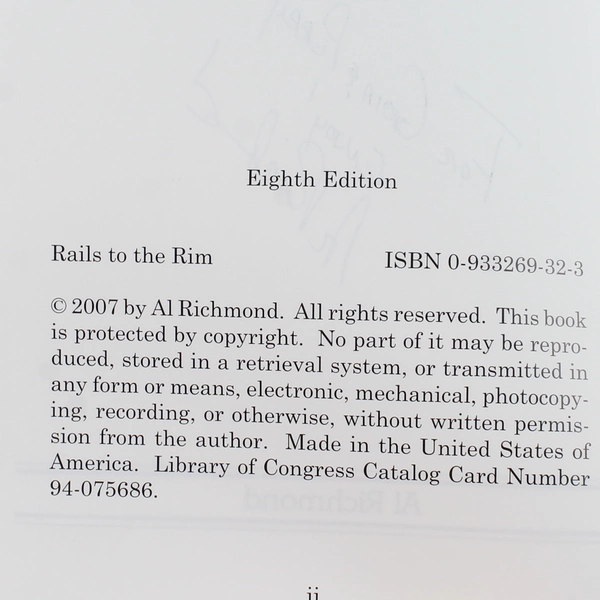 Eighth Edition
Rails to the Rim ISBN 0-933269-32-3
© 2007 by Al Richmond. All rights reserved. This book
is protected by copyright. No part of it may be repro-
duced, stored in a retrieval system, or transmitted in
any form or means, electronic, mechanical, photocopy-
ing, recording, or otherwise, without written permis-
sion from the author. Made in the United States of
America. Library of Congress Catalog Card Number
94-075686.
Al Richmond
ii